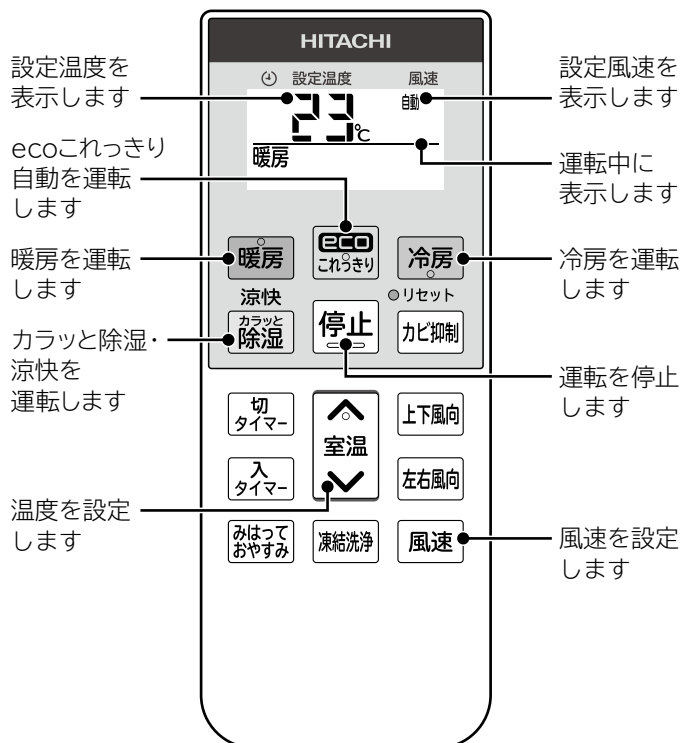 HITACHI
設定温度 風速
23℃ 自動
暖房
設定温度を
表示します
ecoこれっきり
自動を運転
します
暖房を運転
します
カラッと除湿・
涼快を
運転します
温度を設定
します
設定風速を
表示します
運転中に
表示します
冷房を運転
します
運転を停止
します
風速を設定
します
暖房
eco
これっきり
冷房
涼快
リセット
カラッと
除湿
停止
カビ抑制
切
タイマー
室温
上下風向
入
タイマー
左右風向
みはって
おやすみ
凍結洗浄
風速